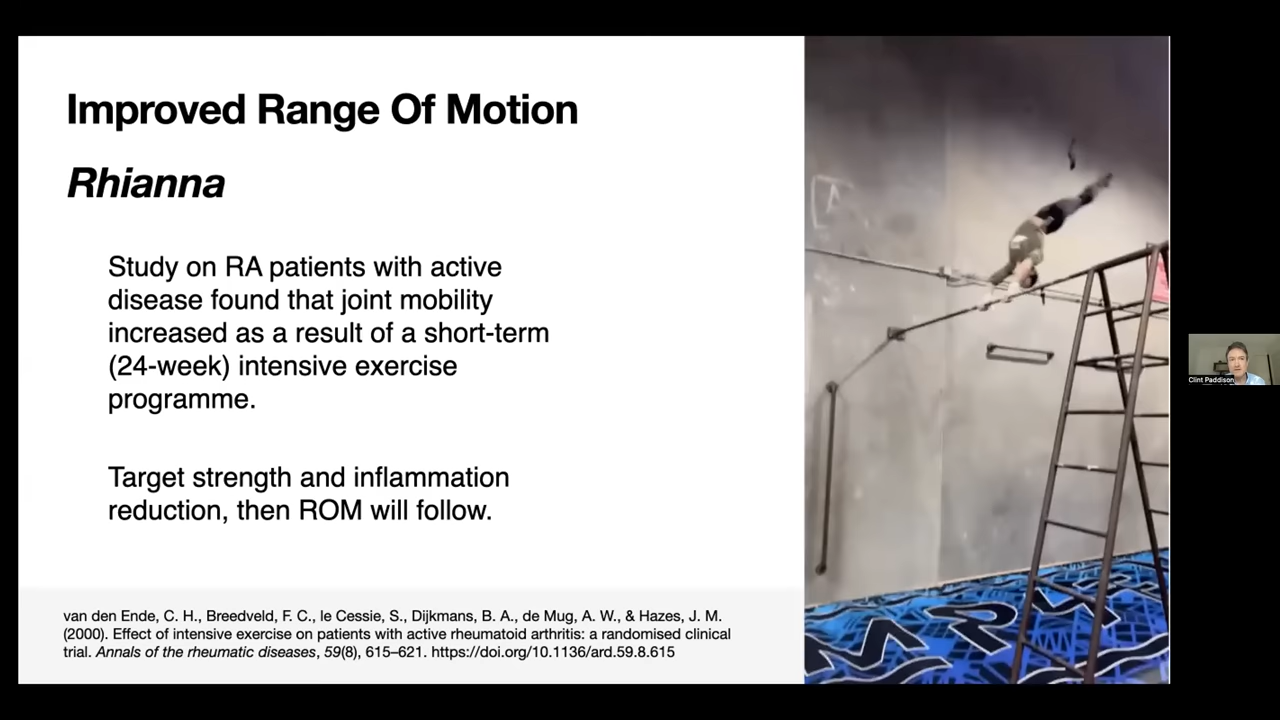 Improved Range Of Motion
Rhianna
Study on RA patients with active
disease found that joint mobility
increased as a result of a short-term
(24-week) intensive exercise
programme.
Target strength and inflammation
reduction, then ROM will follow.
van den Ende, C. H., Breedveld, F. C., le Cessie, S., Dijkmans, B. A., de Mug, A. W., & Hazes, J. M.
(2000). Effect of intensive exercise on patients with active rheumatoid arthritis: a randomised clinical
trial. Annals of the rheumatic diseases, 59(8), 615–621. https://doi.org/10.1136/ard.59.8.615
Clint Paddison